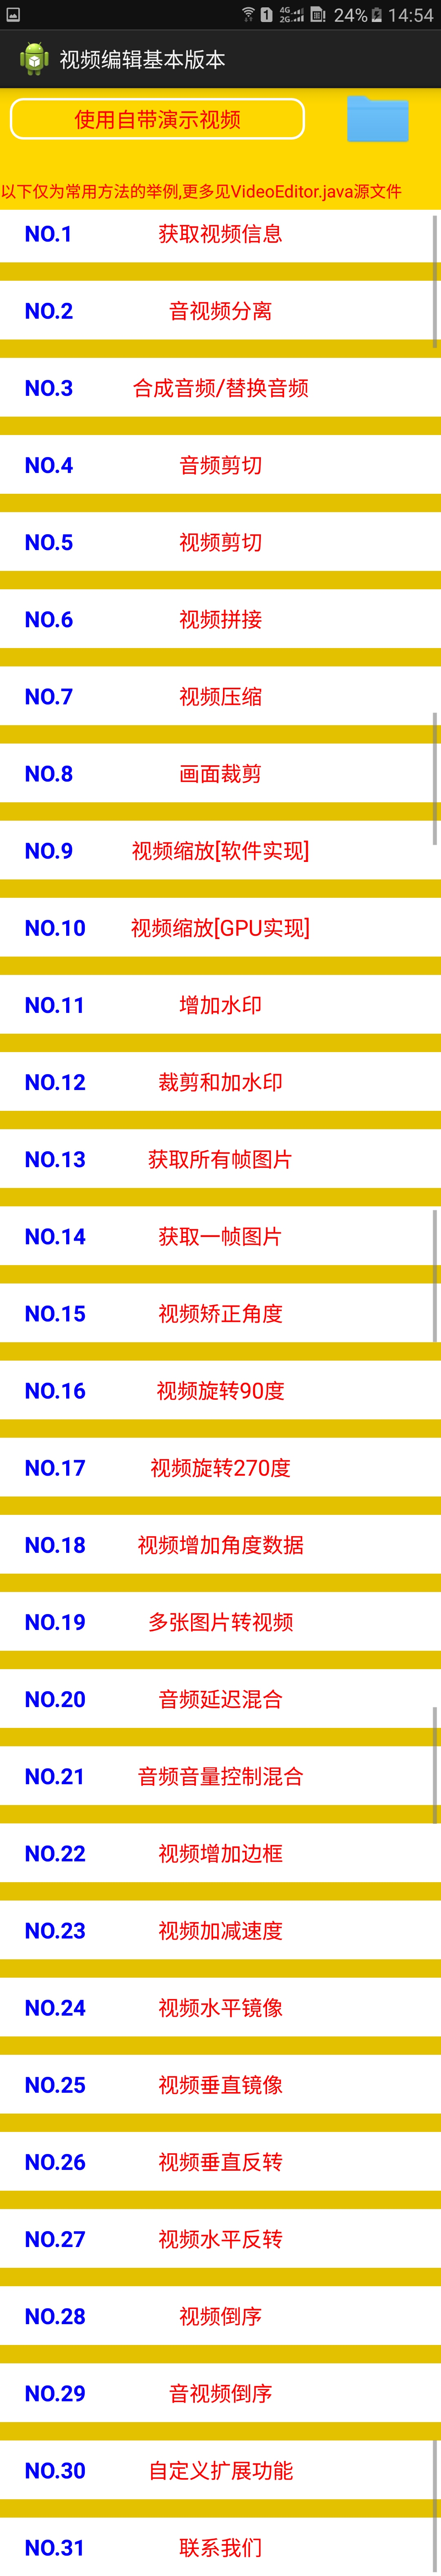 4G
2G
1
24%
14:54
视频编辑基本版本
使用自带演示视频
以下仅为常用方法的举例,更多见VideoEditor.java源文件
NO.1 获取视频信息
NO.2 音视频分离
NO.3 合成音频/替换音频
NO.4 音频剪切
NO.5 视频剪切
NO.6 视频拼接
NO.7 视频压缩
NO.8 画面裁剪
NO.9 视频缩放[软件实现]
NO.10 视频缩放[GPU实现]
NO.11 增加水印
NO.12 裁剪和加水印
NO.13 获取所有帧图片
NO.14 获取一帧图片
NO.15 视频矫正角度
NO.16 视频旋转90度
NO.17 视频旋转270度
NO.18 视频增加角度数据
NO.19 多张图片转视频
NO.20 音频延迟混合
NO.21 音频音量控制混合
NO.22 视频增加边框
NO.23 视频加减速度
NO.24 视频水平镜像
NO.25 视频垂直镜像
NO.26 视频垂直反转
NO.27 视频水平反转
NO.28 视频倒序
NO.29 音视频倒序
NO.30 自定义扩展功能
NO.31 联系我们